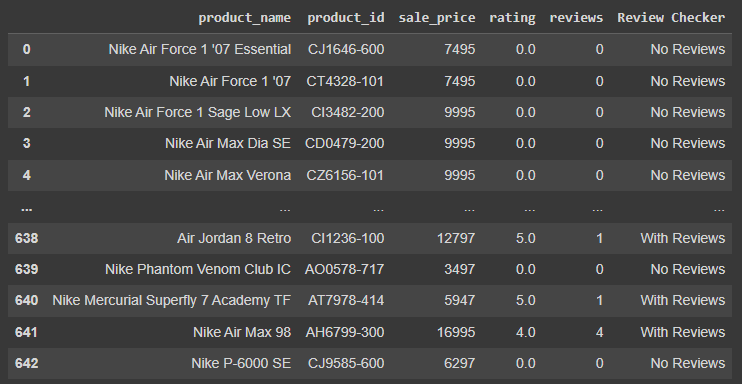 product_name product_id sale_price rating reviews Review Checker
0 Nike Air Force 1 '07 Essential CJ1646-600 7495 0.0 0 No Reviews
1 Nike Air Force 1 '07 CT4328-101 7495 0.0 0 No Reviews
2 Nike Air Force 1 Sage Low LX CI3482-200 9995 0.0 0 No Reviews
3 Nike Air Max Dia SE CD0479-200 9995 0.0 0 No Reviews
4 Nike Air Max Verona CZ6156-101 9995 0.0 0 No Reviews
... ... ... ... ... ... ...
638 Air Jordan 8 Retro CI1236-100 12797 5.0 1 With Reviews
639 Nike Phantom Venom Club IC AO0578-717 3497 0.0 0 No Reviews
640 Nike Mercurial Superfly 7 Academy TF AT7978-414 5947 5.0 1 With Reviews
641 Nike Air Max 98 AH6799-300 16995 4.0 4 With Reviews
642 Nike P-6000 SE CJ9585-600 6297 0.0 0 No Reviews